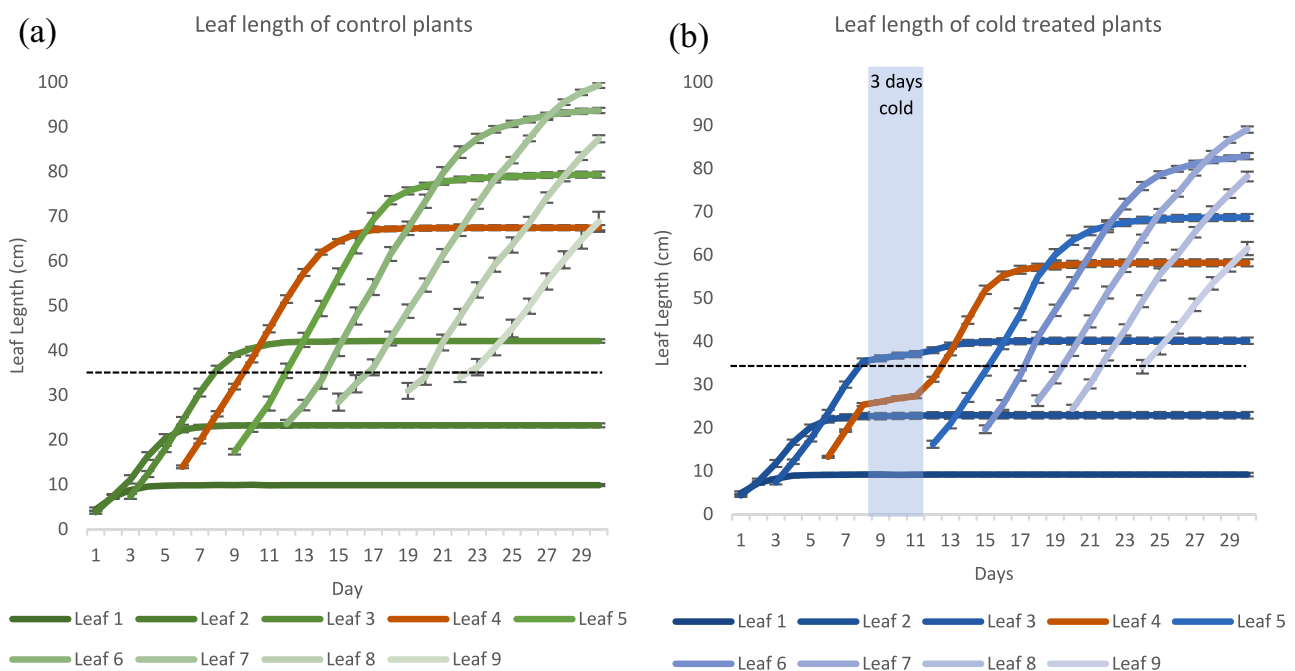 (a)
Leaf length of control plants
100
90
80
70
60
50
40
30
20
10
0
Leaf Legnth (cm)
1 3 5 7 9 11 13 15 17 19 21 23 25 27 29
Day
Leaf 1 Leaf 2 Leaf 3 Leaf 4 Leaf 5
Leaf 6 Leaf 7 Leaf 8 Leaf 9
(b)
Leaf length of cold treated plants
3 days
cold
100
90
80
70
60
50
40
30
20
10
0
Leaf Legnth (cm)
1 3 5 7 9 11 13 15 17 19 21 23 25 27 29
Days
Leaf 1 Leaf 2 Leaf 3 Leaf 4 Leaf 5
Leaf 6 Leaf 7 Leaf 8 Leaf 9